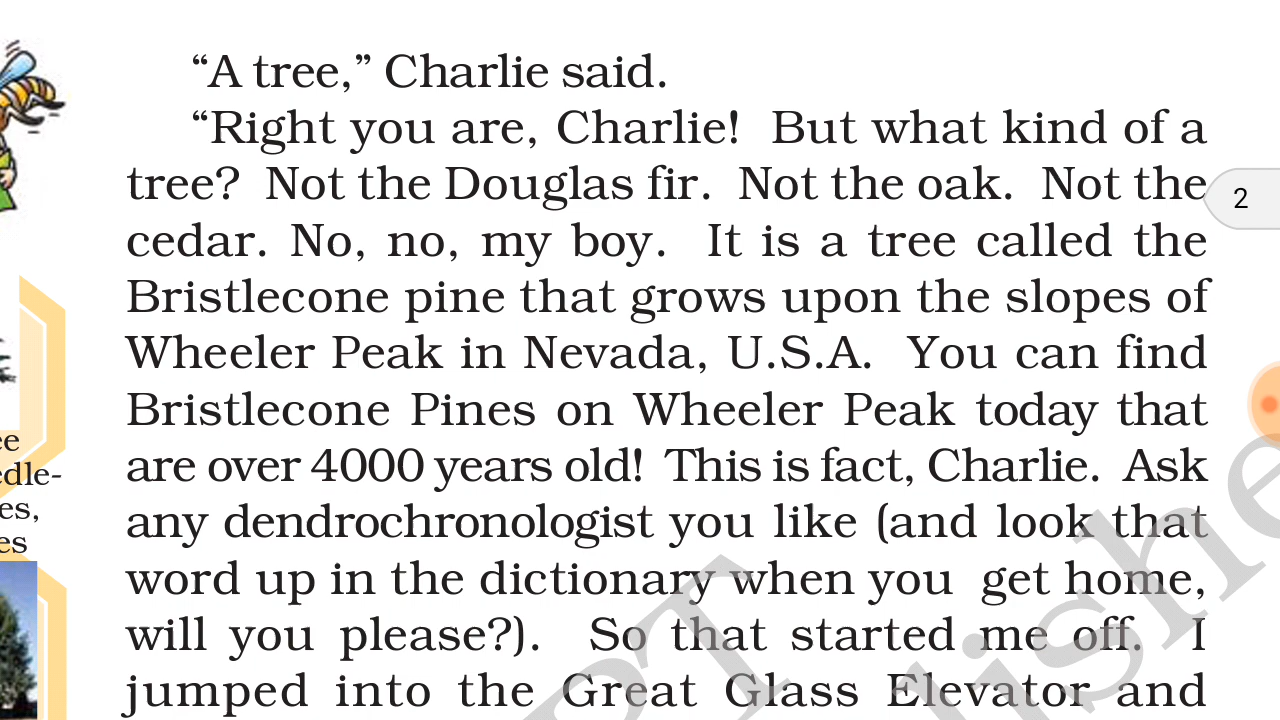 “A tree,” Charlie said.
“Right you are, Charlie! But what kind of a
tree? Not the Douglas fir. Not the oak. Not the
cedar. No, no, my boy. It is a tree called the
Bristlecone pine that grows upon the slopes of
Wheeler Peak in Nevada, U.S.A. You can find
Bristlecone Pines on Wheeler Peak today that
are over 4000 years old! This is fact, Charlie. Ask
any dendrochronologist you like (and look that
word up in the dictionary when you get home,
will you please?). So that started me off. I
jumped into the Great Glass Elevator and
2